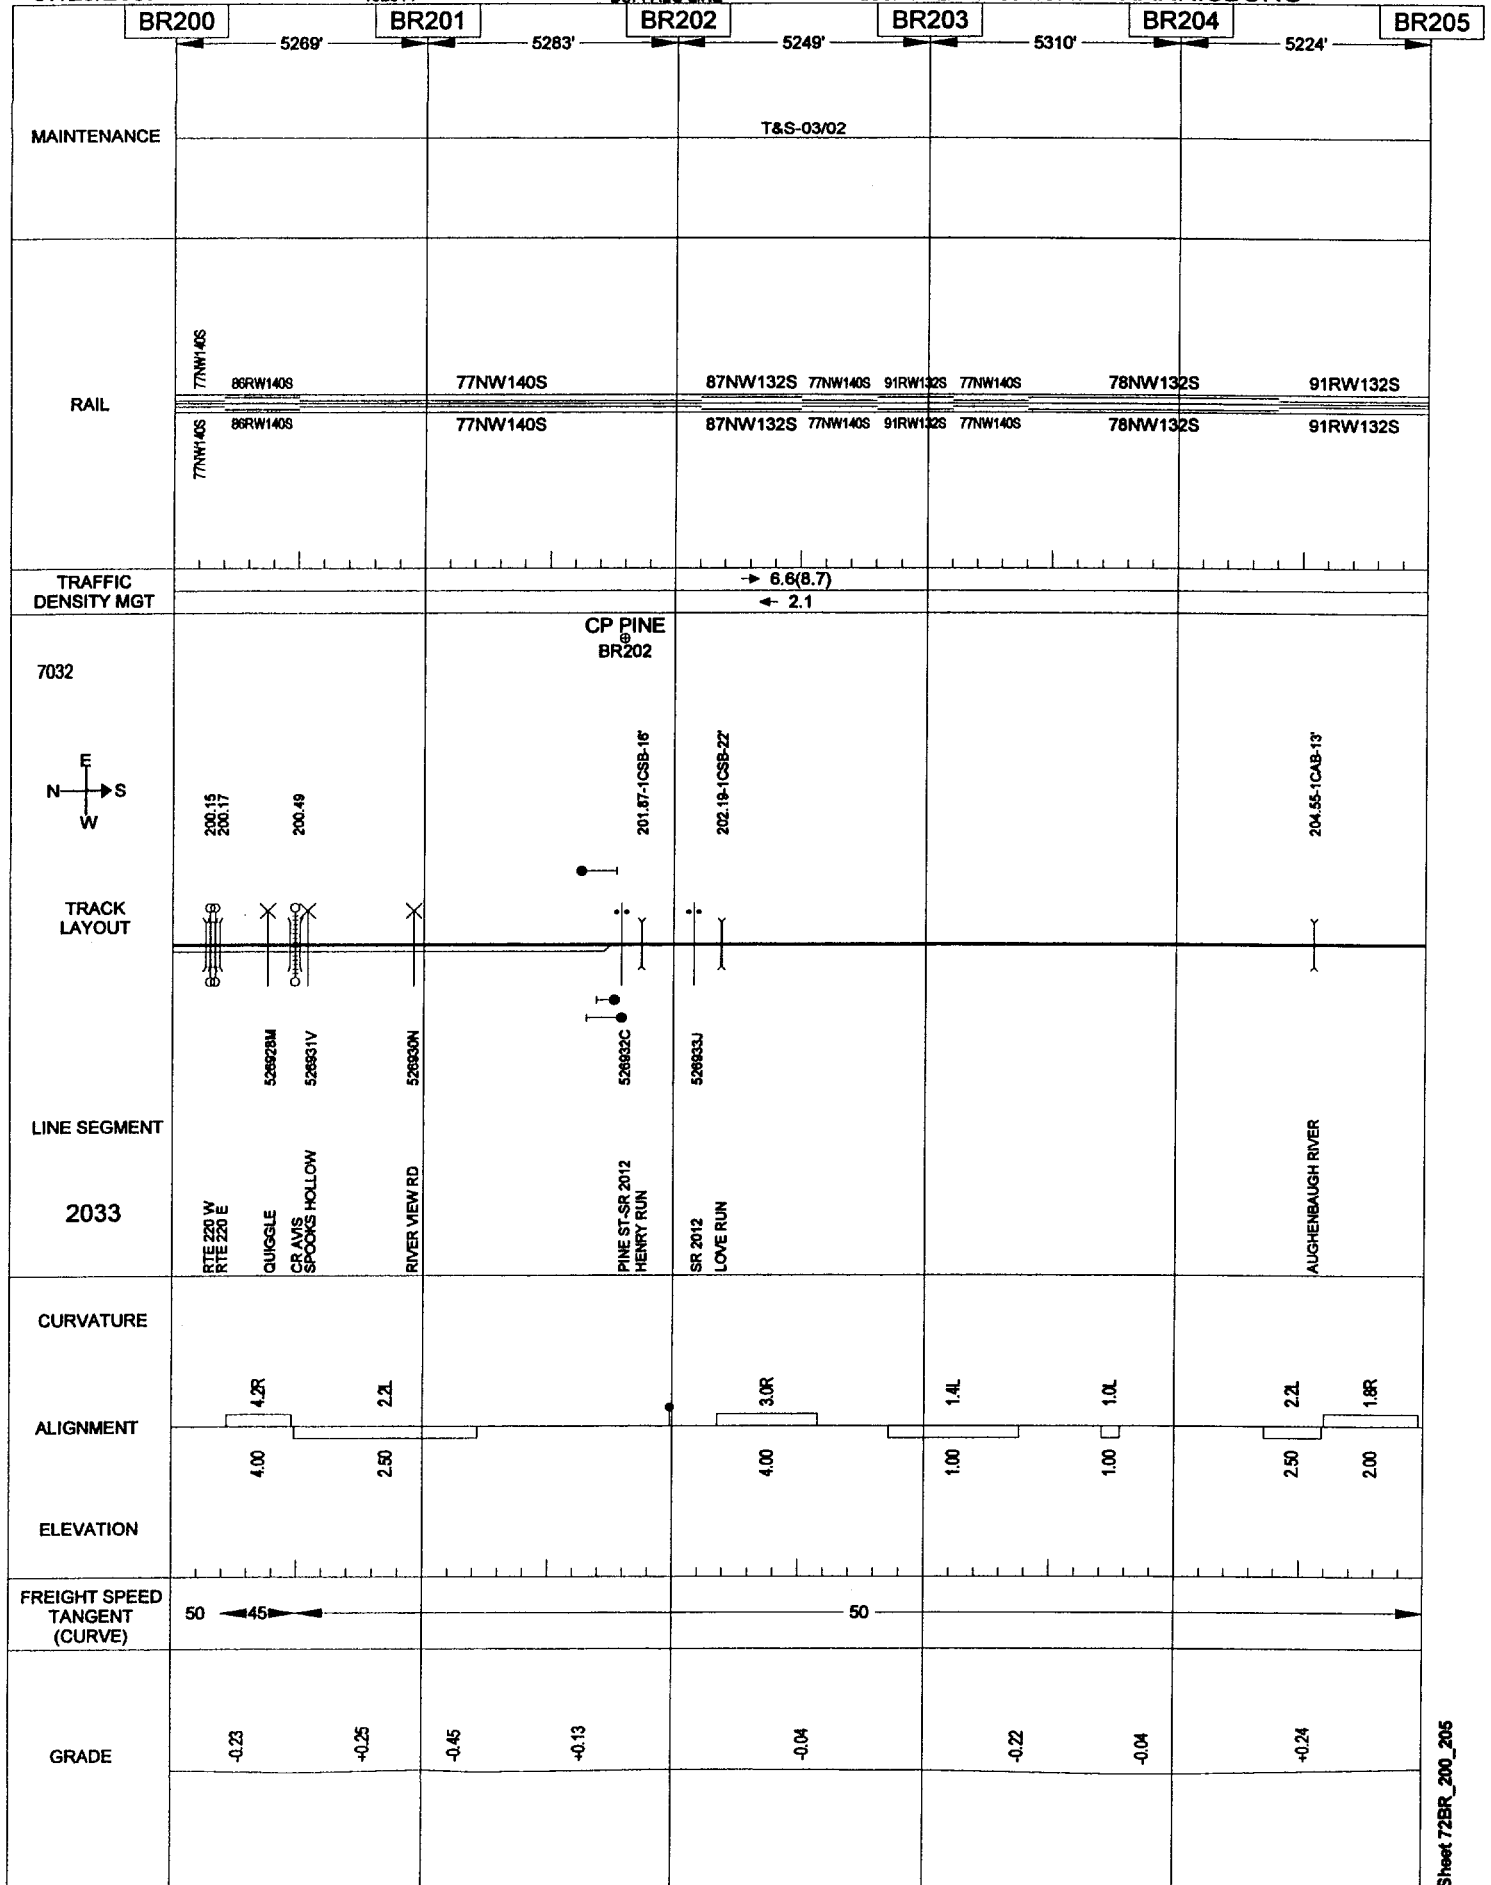 BR200 BR201 BR202 BR203 BR204 BR205
5269' 5283' 5249' 5310' 5224'
MAINTENANCE
T&S-03/02
77NW140S 86RW140S 77NW140S 87NW132S 77NW140S 91RW132S 77NW140S 78NW132S 91RW132S
RAIL
77NW140S 86RW140S 77NW140S 87NW132S 77NW140S 91RW132S 77NW140S 78NW132S 91RW132S
TRAFFIC
DENSITY MGT
6.6(8.7)
2.1
CP PINE
BR202
7032
E
N S
W
200.15
200.17
200.49
201.87-1CSB-16'
202.19-1CSB-22'
204.55-1CAB-13'
TRACK
LAYOUT
526928M
526931V
526930N
526932C
526933J
LINE SEGMENT
2033
RTE 220 W
RTE 220 E
QUIGGLE
CR AVIS
SPOOKS HOLLOW
RIVER VIEW RD
PINE ST-SR 2012
HENRY RUN
SR 2012
LOVE RUN
AUGHENBAUGH RIVER
CURVATURE
4.2R 2.2L 3.0R 1.4L 1.0L 2.2L 1.8R
ALIGNMENT
4.00 2.50 4.00 1.00 1.00 2.50 2.00
ELEVATION
FREIGHT SPEED
TANGENT
(CURVE)
50 45 50
GRADE
-0.23 +0.25 -0.45 +0.13 -0.04 -0.22 -0.04 +0.24
Sheet 72BR_200_205